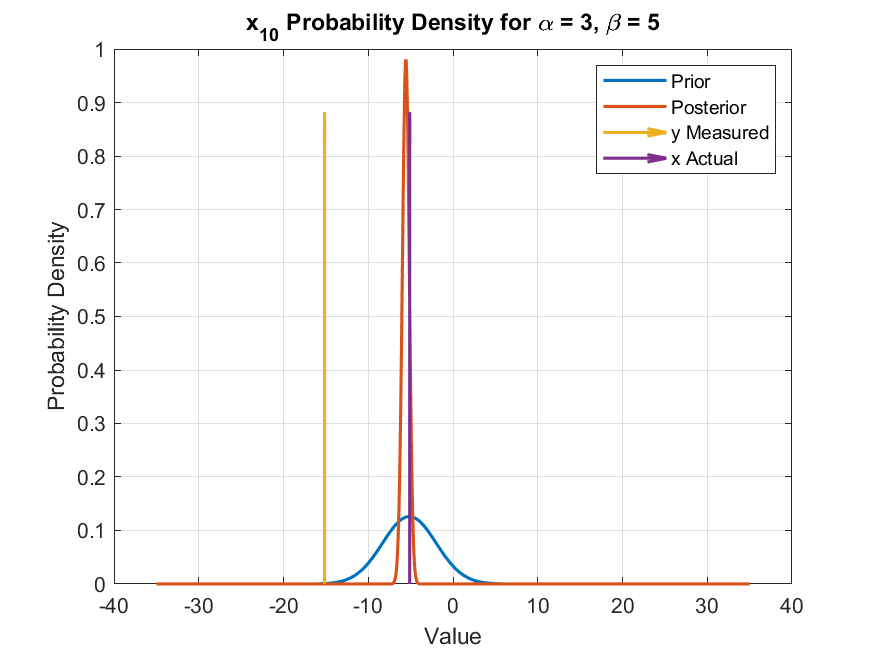 x10 Probability Density for α = 3, β = 5
1
0.9
0.8
0.7
0.6
0.5
0.4
0.3
0.2
0.1
0
Probability Density
Prior
Posterior
y Measured
x Actual
-40 -30 -20 -10 0 10 20 30 40
Value